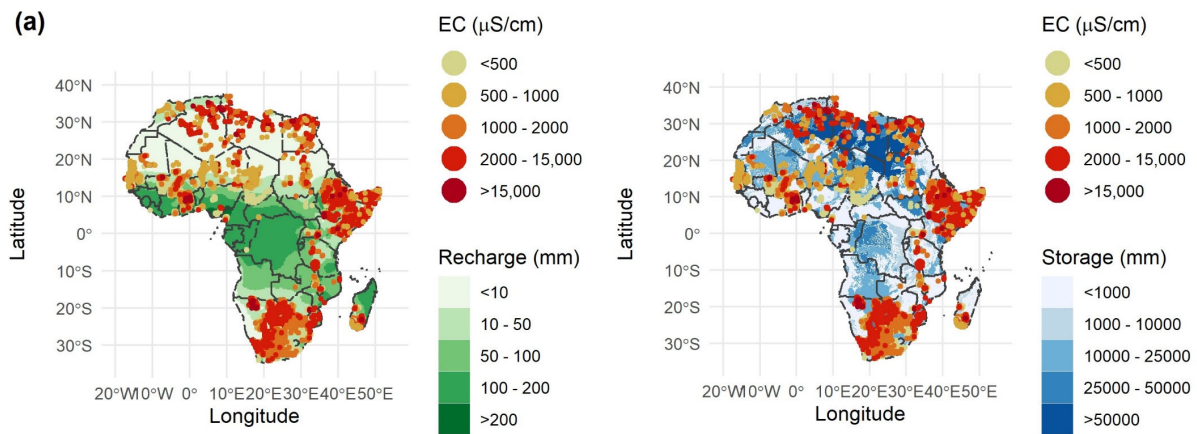 (a)
EC (μS/cm)
<500
500 - 1000
1000 - 2000
2000 - 15,000
>15,000
Recharge (mm)
<10
10 - 50
50 - 100
100 - 200
>200
Latitude
40°N
30°N
20°N
10°N
0°
10°S
20°S
30°S
20°W10°W 0° 10°E20°E30°E40°E50°E
Longitude
EC (μS/cm)
<500
500 - 1000
1000 - 2000
2000 - 15,000
>15,000
Storage (mm)
<1000
1000 - 10000
10000 - 25000
25000 - 50000
>50000
Latitude
40°N
30°N
20°N
10°N
0°
10°S
20°S
30°S
20°W10°W 0° 10°E20°E30°E40°E50°E
Longitude